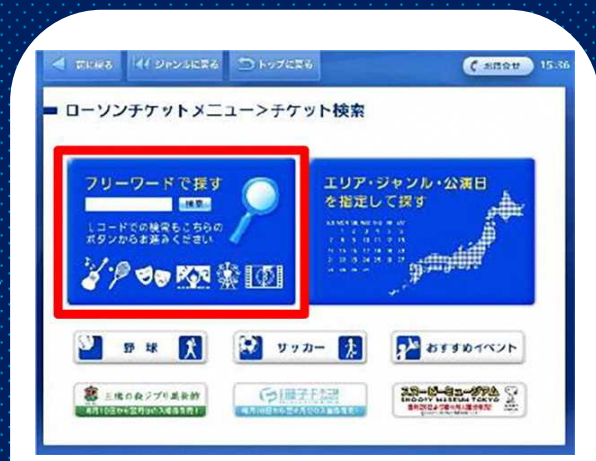 前に戻る ジャンルに戻る トップに戻る お問合せ 15:36
ローソンチケットメニュー＞チケット検索
フリーワードで探す
検索
Lコードでの検索もこちらの
ボタンからお進みください
エリア・ジャンル・公演日
を指定して探す
野球 サッカー おすすめイベント
三鷹の森ジブリ美術館
スヌーピーミュージアム
SNOOPY MUSEUM TOKYO